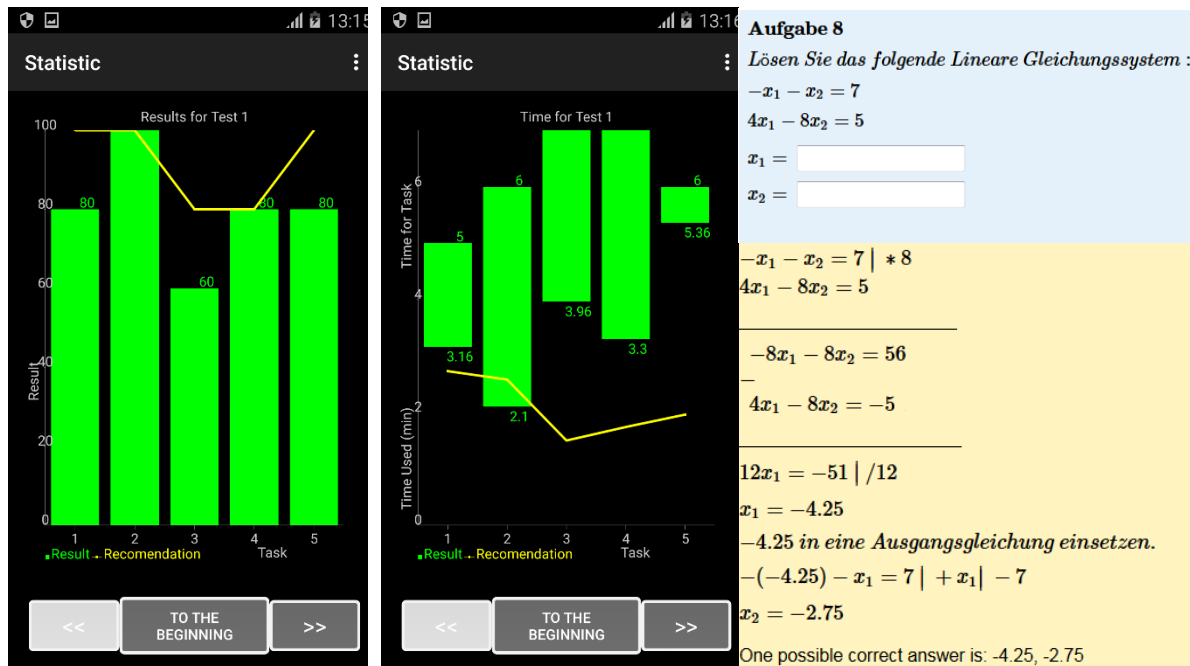 13:15
Statistic
Results for Test 1
100
80
60
40
20
0
Result
80
60
80
80
1 2 3 4 5
Result Recomendation
Task
<<
TO THE
BEGINNING
>>
13:16
Statistic
Time for Test 1
Time for Task
Time Used (min)
6
4
2
0
5
3.16
6
2.1
3.96
3.3
6
5.36
1 2 3 4 5
Result Recomendation
Task
<<
TO THE
BEGINNING
>>
Aufgabe 8
Lösen Sie das folgende Lineare Gleichungssystem :
−x₁ − x₂ = 7
4x₁ − 8x₂ = 5
x₁ =
x₂ =
−x₁ − x₂ = 7 | * 8
4x₁ − 8x₂ = 5
−8x₁ − 8x₂ = 56
−
4x₁ − 8x₂ = −5
12x₁ = −51 | /12
x₁ = −4.25
−4.25 in eine Ausgangsgleichung einsetzen.
−(−4.25) − x₁ = 7 | + x₁ | − 7
x₂ = −2.75
One possible correct answer is: -4.25, -2.75